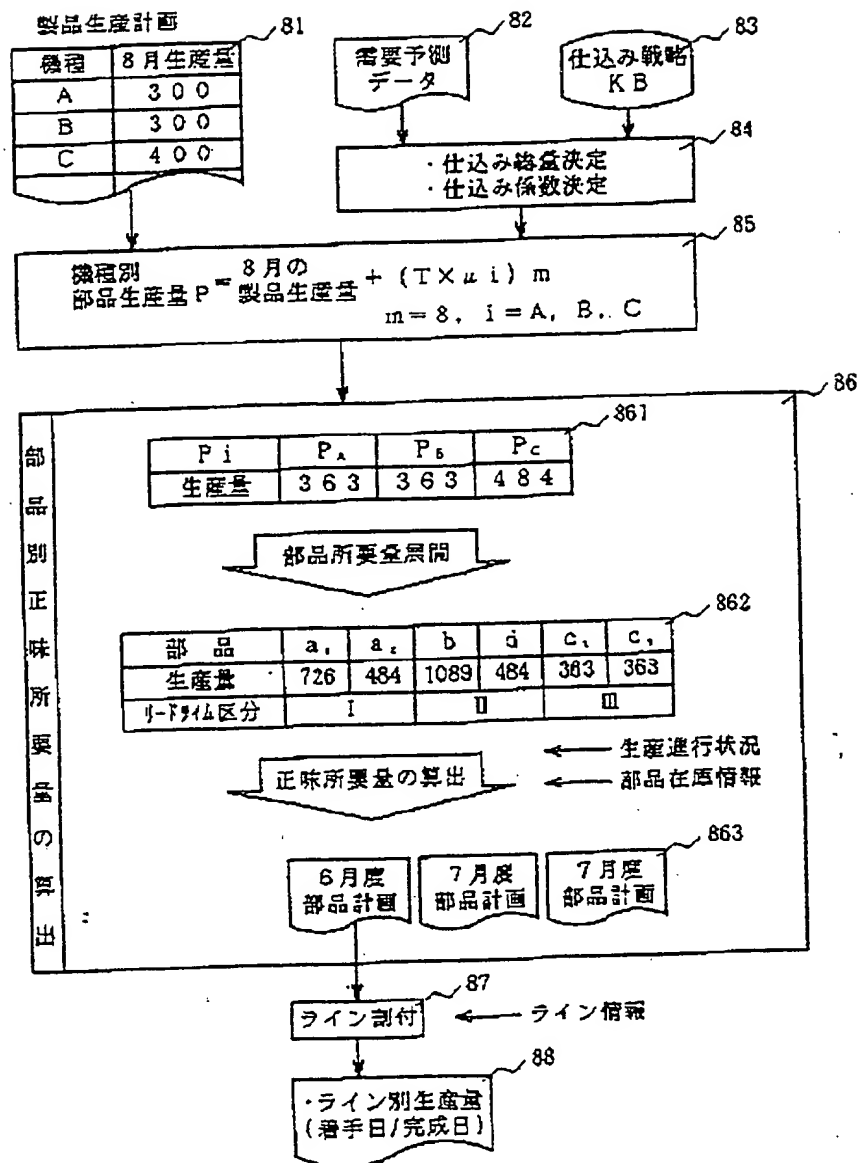 製品生産計画
81
機種 8月生産量
A 300
B 300
C 400
82
需要予測
データ
83
仕込み戦略
KB
84
・仕込み総量決定
・仕込み係数決定
85
機種別
部品生産量 P = 8月の
製品生産量 + (T×μi) m
m=8, i=A, B, C
86
部品別正味所要量の算出
861
Pi PA PB PC
生産量 363 363 484
部品所要量展開
862
部品 a₁ a₂ b d c₁ c₃
生産量 726 484 1089 484 363 363
リードタイム区分 I II III
生産進行状況
正味所要量の算出
部品在庫情報
863
6月度
部品計画
7月度
部品計画
7月度
部品計画
87
ライン割付
ライン情報
88
・ライン別生産量
(着手日/完成日)